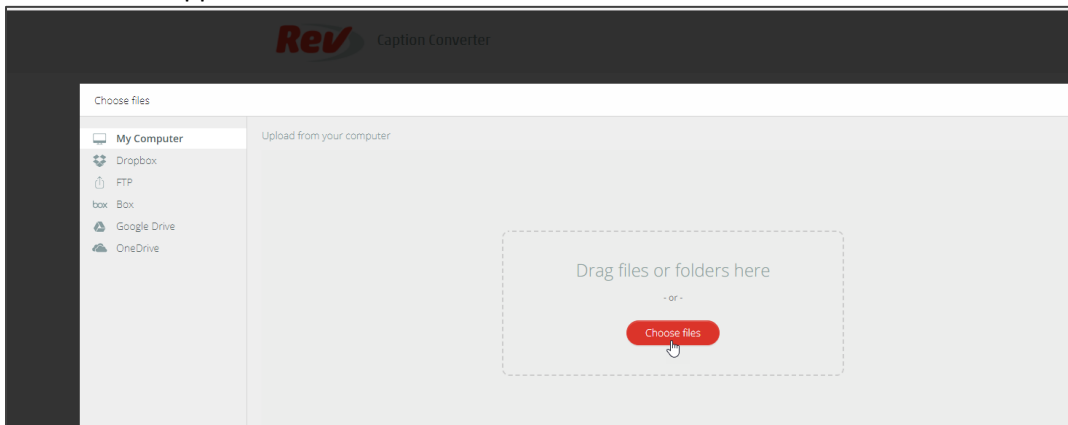 Rev Caption Converter
Choose files
My Computer
Dropbox
FTP
box Box
Google Drive
OneDrive
Upload from your computer
Drag files or folders here
- or -
Choose files